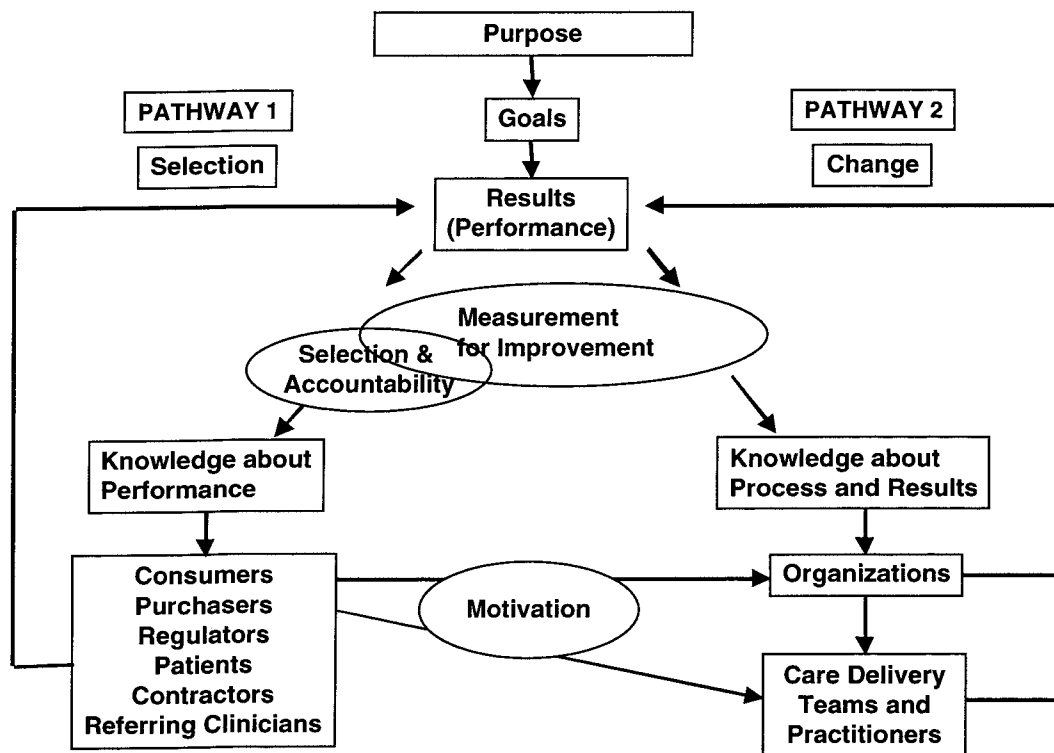 Purpose
PATHWAY 1
Goals
PATHWAY 2
Selection
Change
Results
(Performance)
Measurement
for Improvement
Selection &
Accountability
Knowledge about
Performance
Knowledge about
Process and Results
Consumers
Purchasers
Regulators
Patients
Contractors
Referring Clinicians
Motivation
Organizations
Care Delivery
Teams and
Practitioners